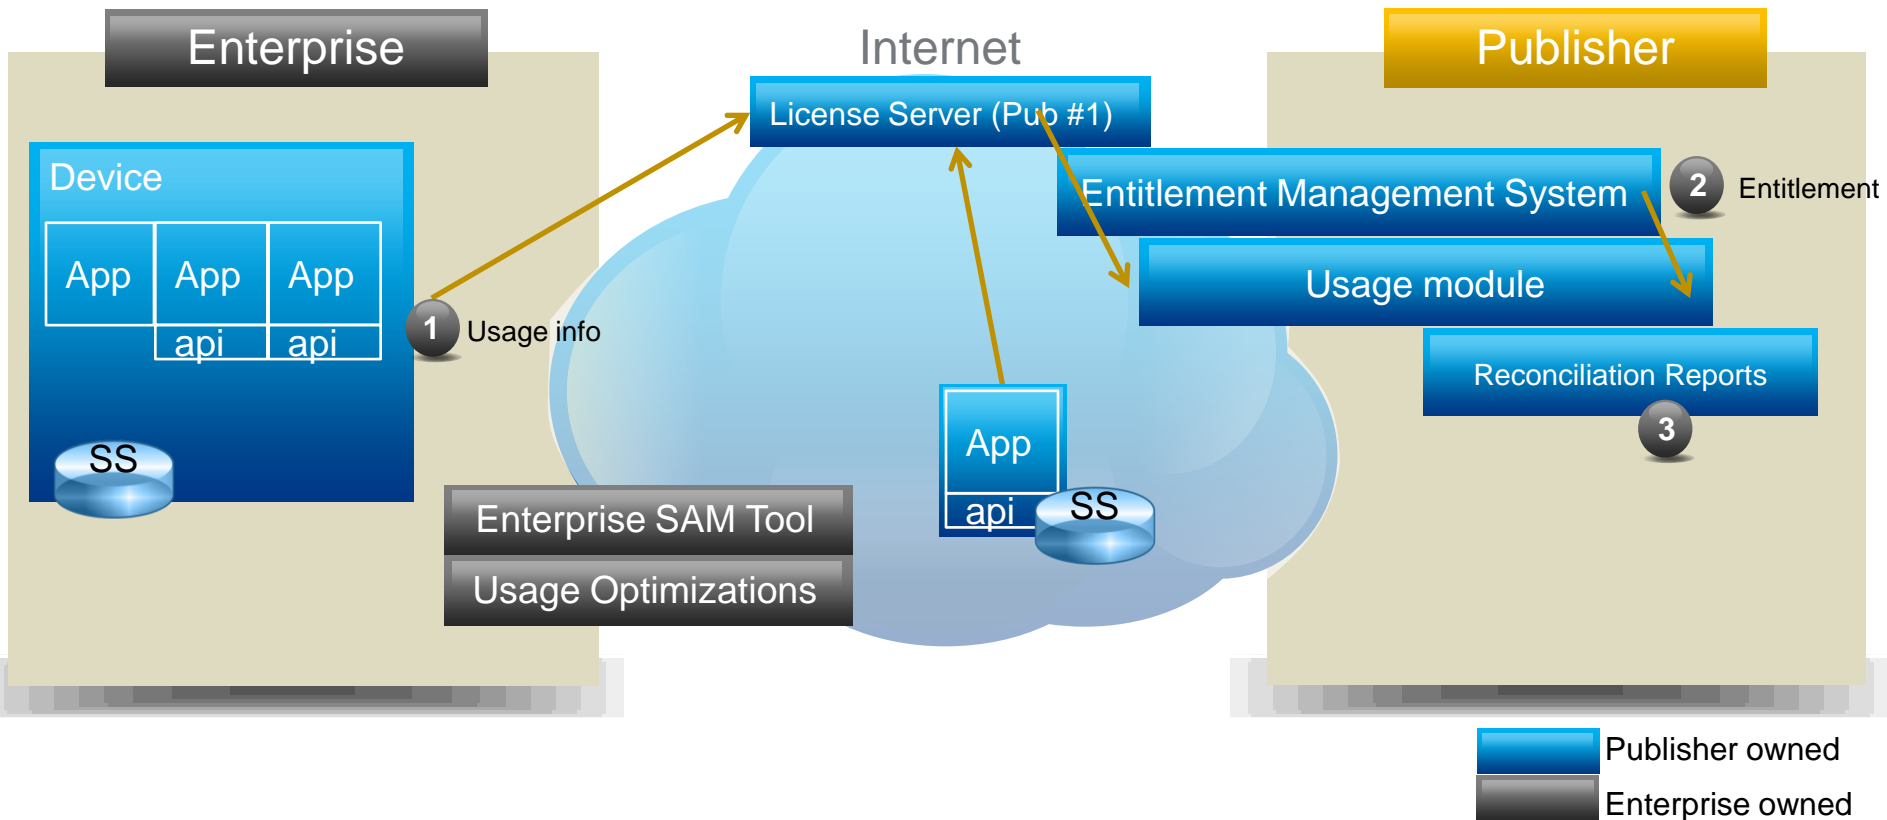 Enterprise
Internet
Publisher
License Server (Pub #1)
Device
Entitlement Management System
2
Entitlement
App
App
App
Usage module
1
Usage info
api
api
Reconciliation Reports
3
App
SS
api
SS
Enterprise SAM Tool
Usage Optimizations
Publisher owned
Enterprise owned